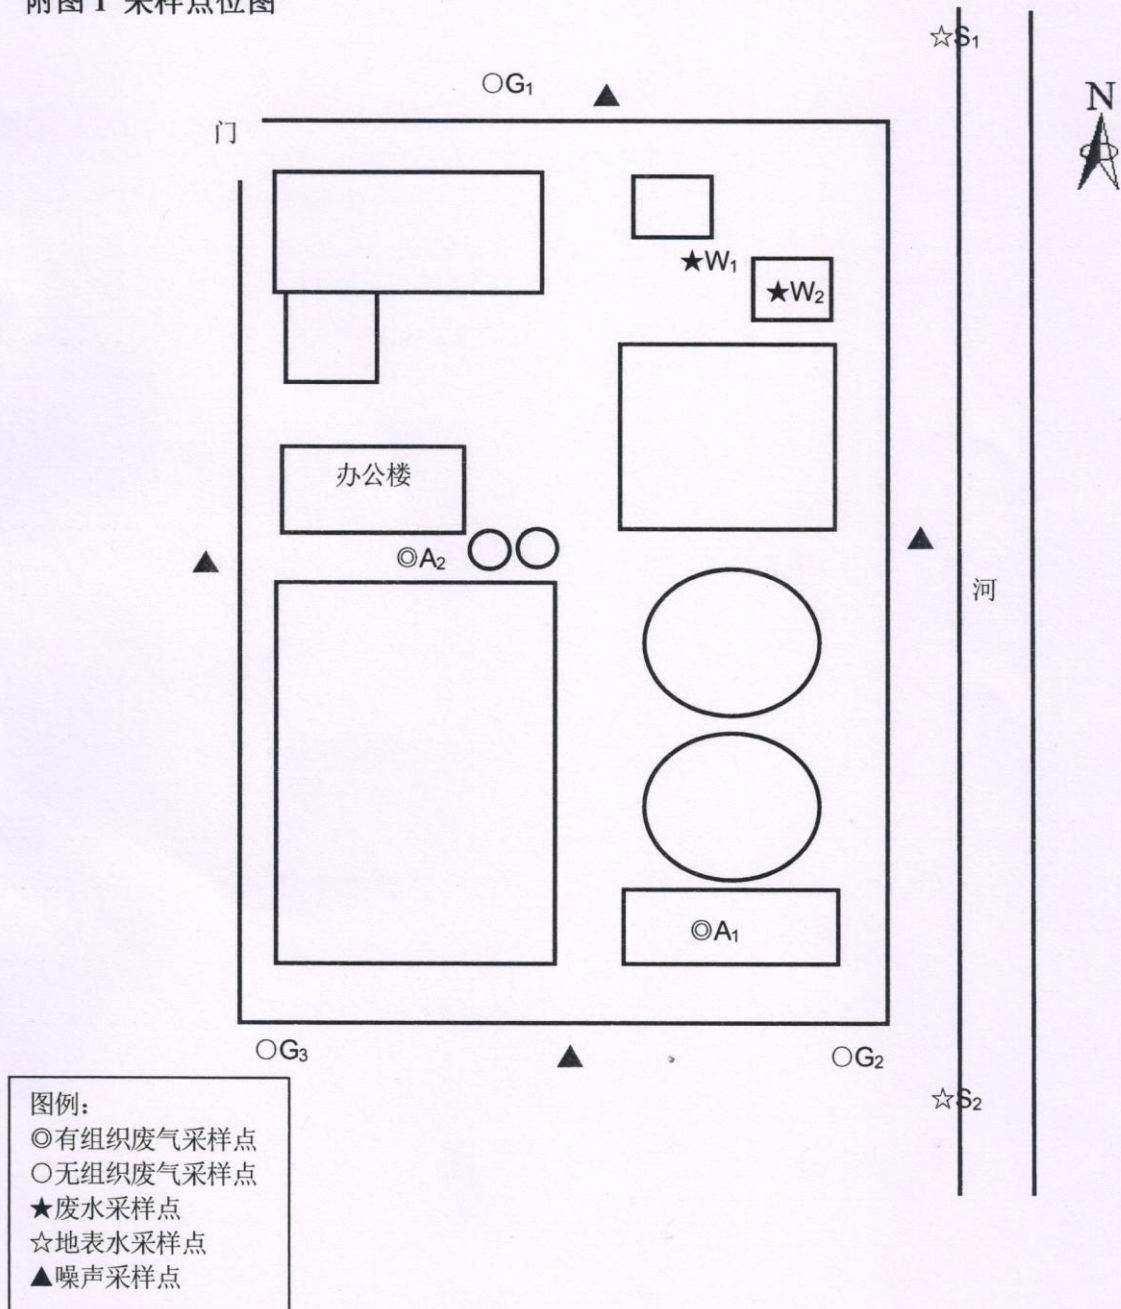 附图 1 采样点位图
☆S₁
○G₁
▲
N
门
★W₁
★W₂
办公楼
▲
◎A₂
▲
河
◎A₁
○G₃
▲
○G₂
☆S₂
图例:
◎有组织废气采样点
○无组织废气采样点
★废水采样点
☆地表水采样点
▲噪声采样点